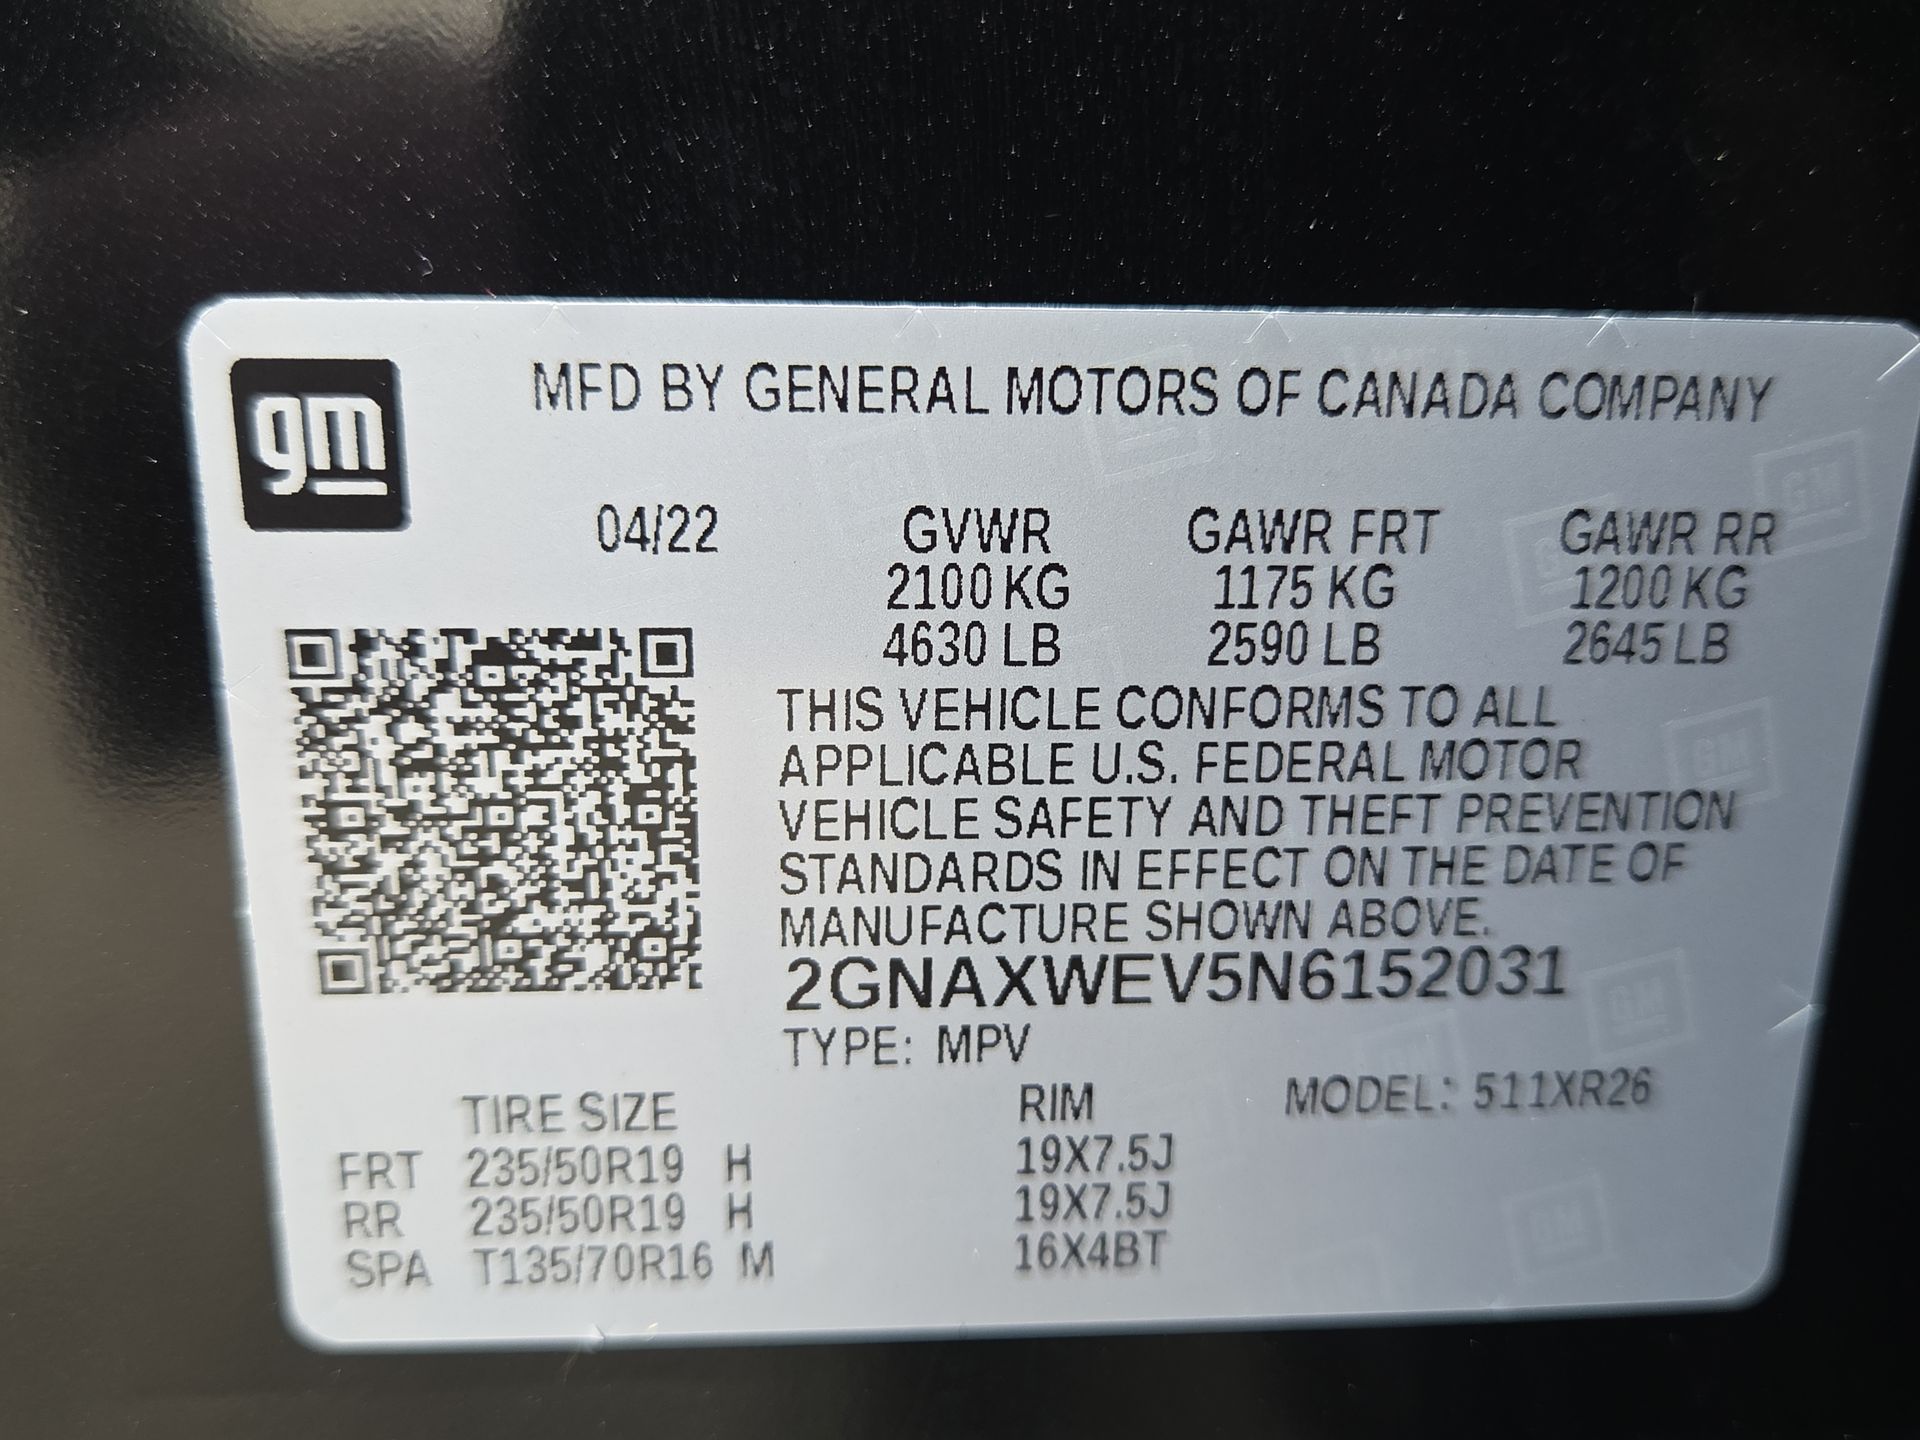 gm
MFD BY GENERAL MOTORS OF CANADA COMPANY
04/22 GVWR GAWR FRT GAWR RR
2100 KG 1175 KG 1200 KG
4630 LB 2590 LB 2645 LB
THIS VEHICLE CONFORMS TO ALL
APPLICABLE U.S. FEDERAL MOTOR
VEHICLE SAFETY AND THEFT PREVENTION
STANDARDS IN EFFECT ON THE DATE OF
MANUFACTURE SHOWN ABOVE.
2GNAXWEV5N6152031
TYPE: MPV
TIRE SIZE RIM MODEL: 511XR26
FRT 235/50R19 H 19X7.5J
RR 235/50R19 H 19X7.5J
SPA T135/70R16 M 16X4BT